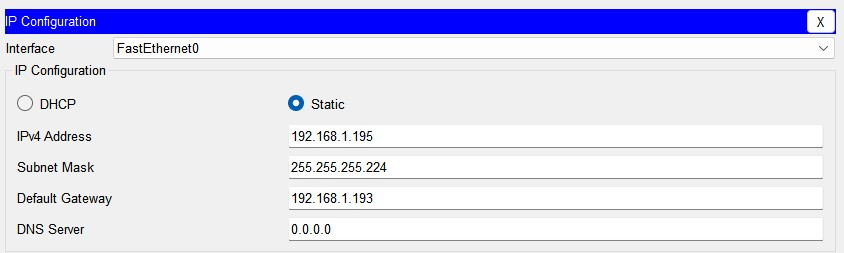 IP Configuration X
Interface FastEthernet0
IP Configuration
DHCP Static
IPv4 Address 192.168.1.195
Subnet Mask 255.255.255.224
Default Gateway 192.168.1.193
DNS Server 0.0.0.0